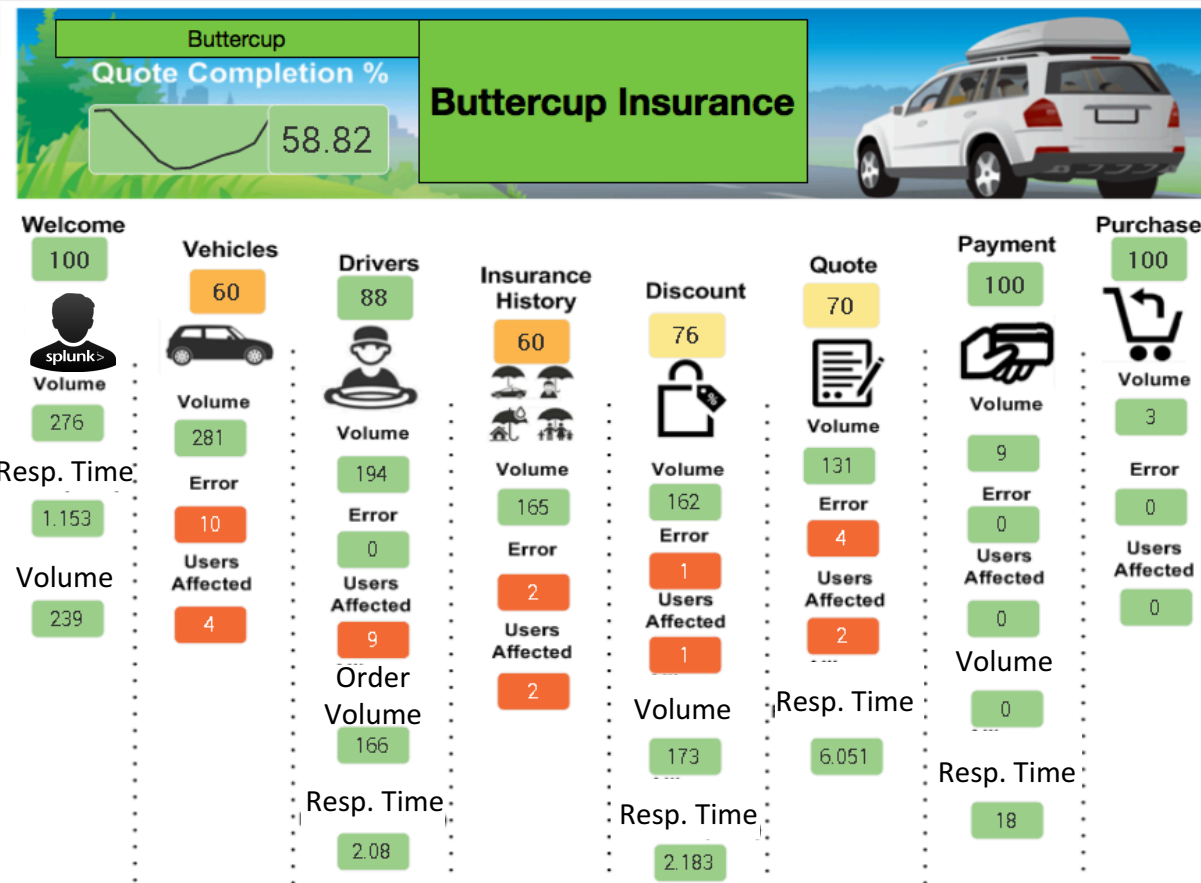 Buttercup
Quote Completion %
58.82
Buttercup Insurance
Welcome
100
splunk>
Volume
276
Resp. Time
1.153
Volume
239
Vehicles
60
Volume
281
Error
10
Users
Affected
4
Drivers
88
Volume
194
Error
0
Users
Affected
9
Order
Volume
166
Resp. Time
2.08
Insurance
History
60
Volume
165
Error
2
Users
Affected
2
Discount
76
%
Volume
162
Error
1
Users
Affected
1
Volume
173
Resp. Time
2.183
Quote
70
Volume
131
Error
4
Users
Affected
2
Resp. Time
6.051
Payment
100
Volume
9
Error
0
Users
Affected
0
Volume
0
Resp. Time
18
Purchase
100
Volume
3
Error
0
Users
Affected
0